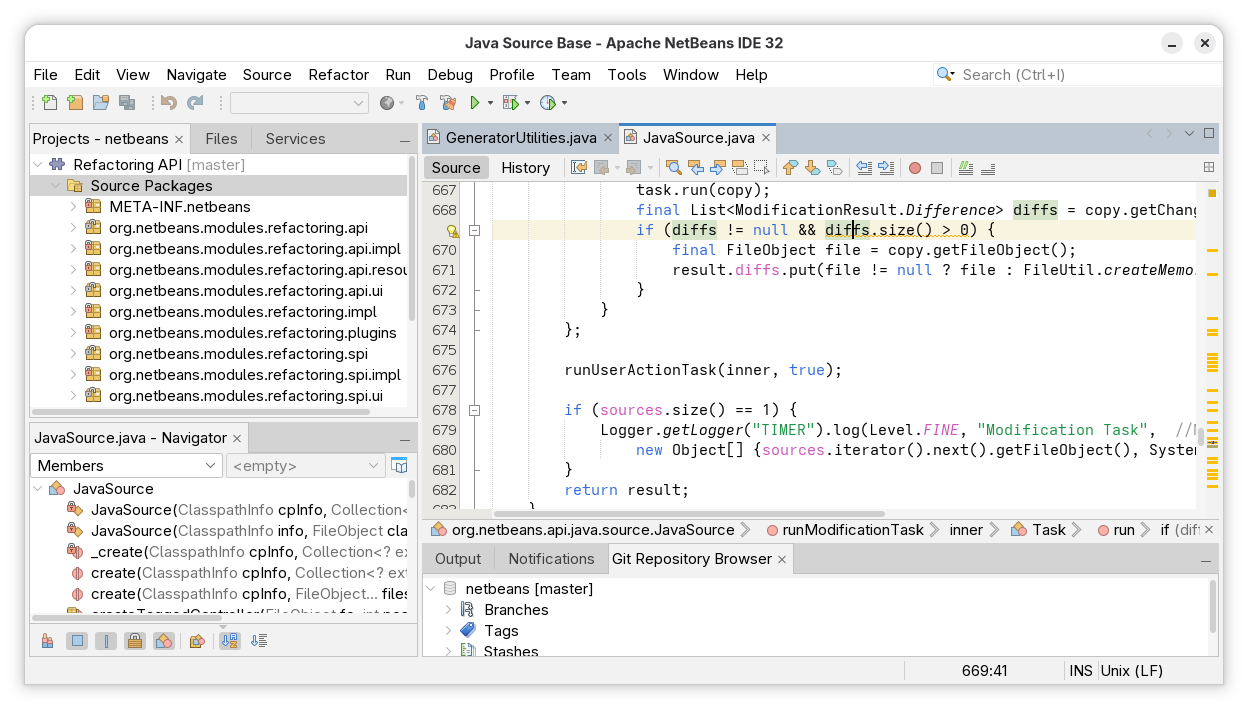 Java Source Base - Apache NetBeans IDE 32
File Edit View Navigate Source Refactor Run Debug Profile Team Tools Window Help
Search (Ctrl+I)
Projects - netbeans Files Services
Refactoring API [master]
Source Packages
META-INF.netbeans
org.netbeans.modules.refactoring.api
org.netbeans.modules.refactoring.api.impl
org.netbeans.modules.refactoring.api.resou
org.netbeans.modules.refactoring.api.ui
org.netbeans.modules.refactoring.impl
org.netbeans.modules.refactoring.plugins
org.netbeans.modules.refactoring.spi
org.netbeans.modules.refactoring.spi.impl
org.netbeans.modules.refactoring.spi.ui
JavaSource.java - Navigator
Members <empty>
JavaSource
JavaSource(ClasspathInfo cpInfo, Collection<
JavaSource(ClasspathInfo info, FileObject cla
_create(ClasspathInfo cpInfo, Collection<? ex
create(ClasspathInfo cpInfo, Collection<? ext
create(ClasspathInfo cpInfo, FileObject... files
GeneratorUtilities.java JavaSource.java
Source History
667 task.run(copy);
668 final List<ModificationResult.Difference> diffs = copy.getChang
if (diffs != null && diffs.size() > 0) {
670 final FileObject file = copy.getFileObject();
671 result.diffs.put(file != null ? file : FileUtil.createMemo
672 }
673 }
674 };
675
676 runUserActionTask(inner, true);
677
678 if (sources.size() == 1) {
679 Logger.getLogger("TIMER").log(Level.FINE, "Modification Task", //
680 new Object[] {sources.iterator().next().getFileObject(), System
681 }
682 return result;
org.netbeans.api.java.source.JavaSource runModificationTask inner Task run if (dif
Output Notifications Git Repository Browser
netbeans [master]
Branches
Tags
Stashes
669:41 INS Unix (LF)